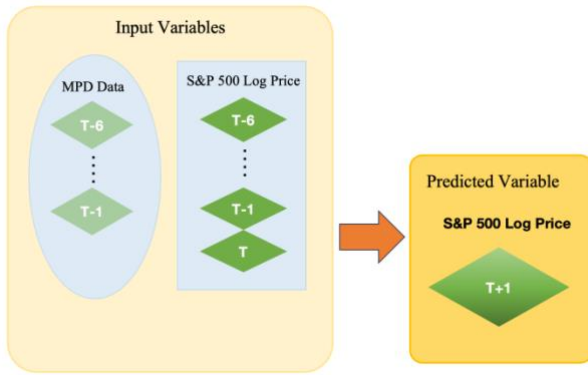 Input Variables
MPD Data
T-6
T-1
S&P 500 Log Price
T-6
T-1
T
Predicted Variable
S&P 500 Log Price
T+1